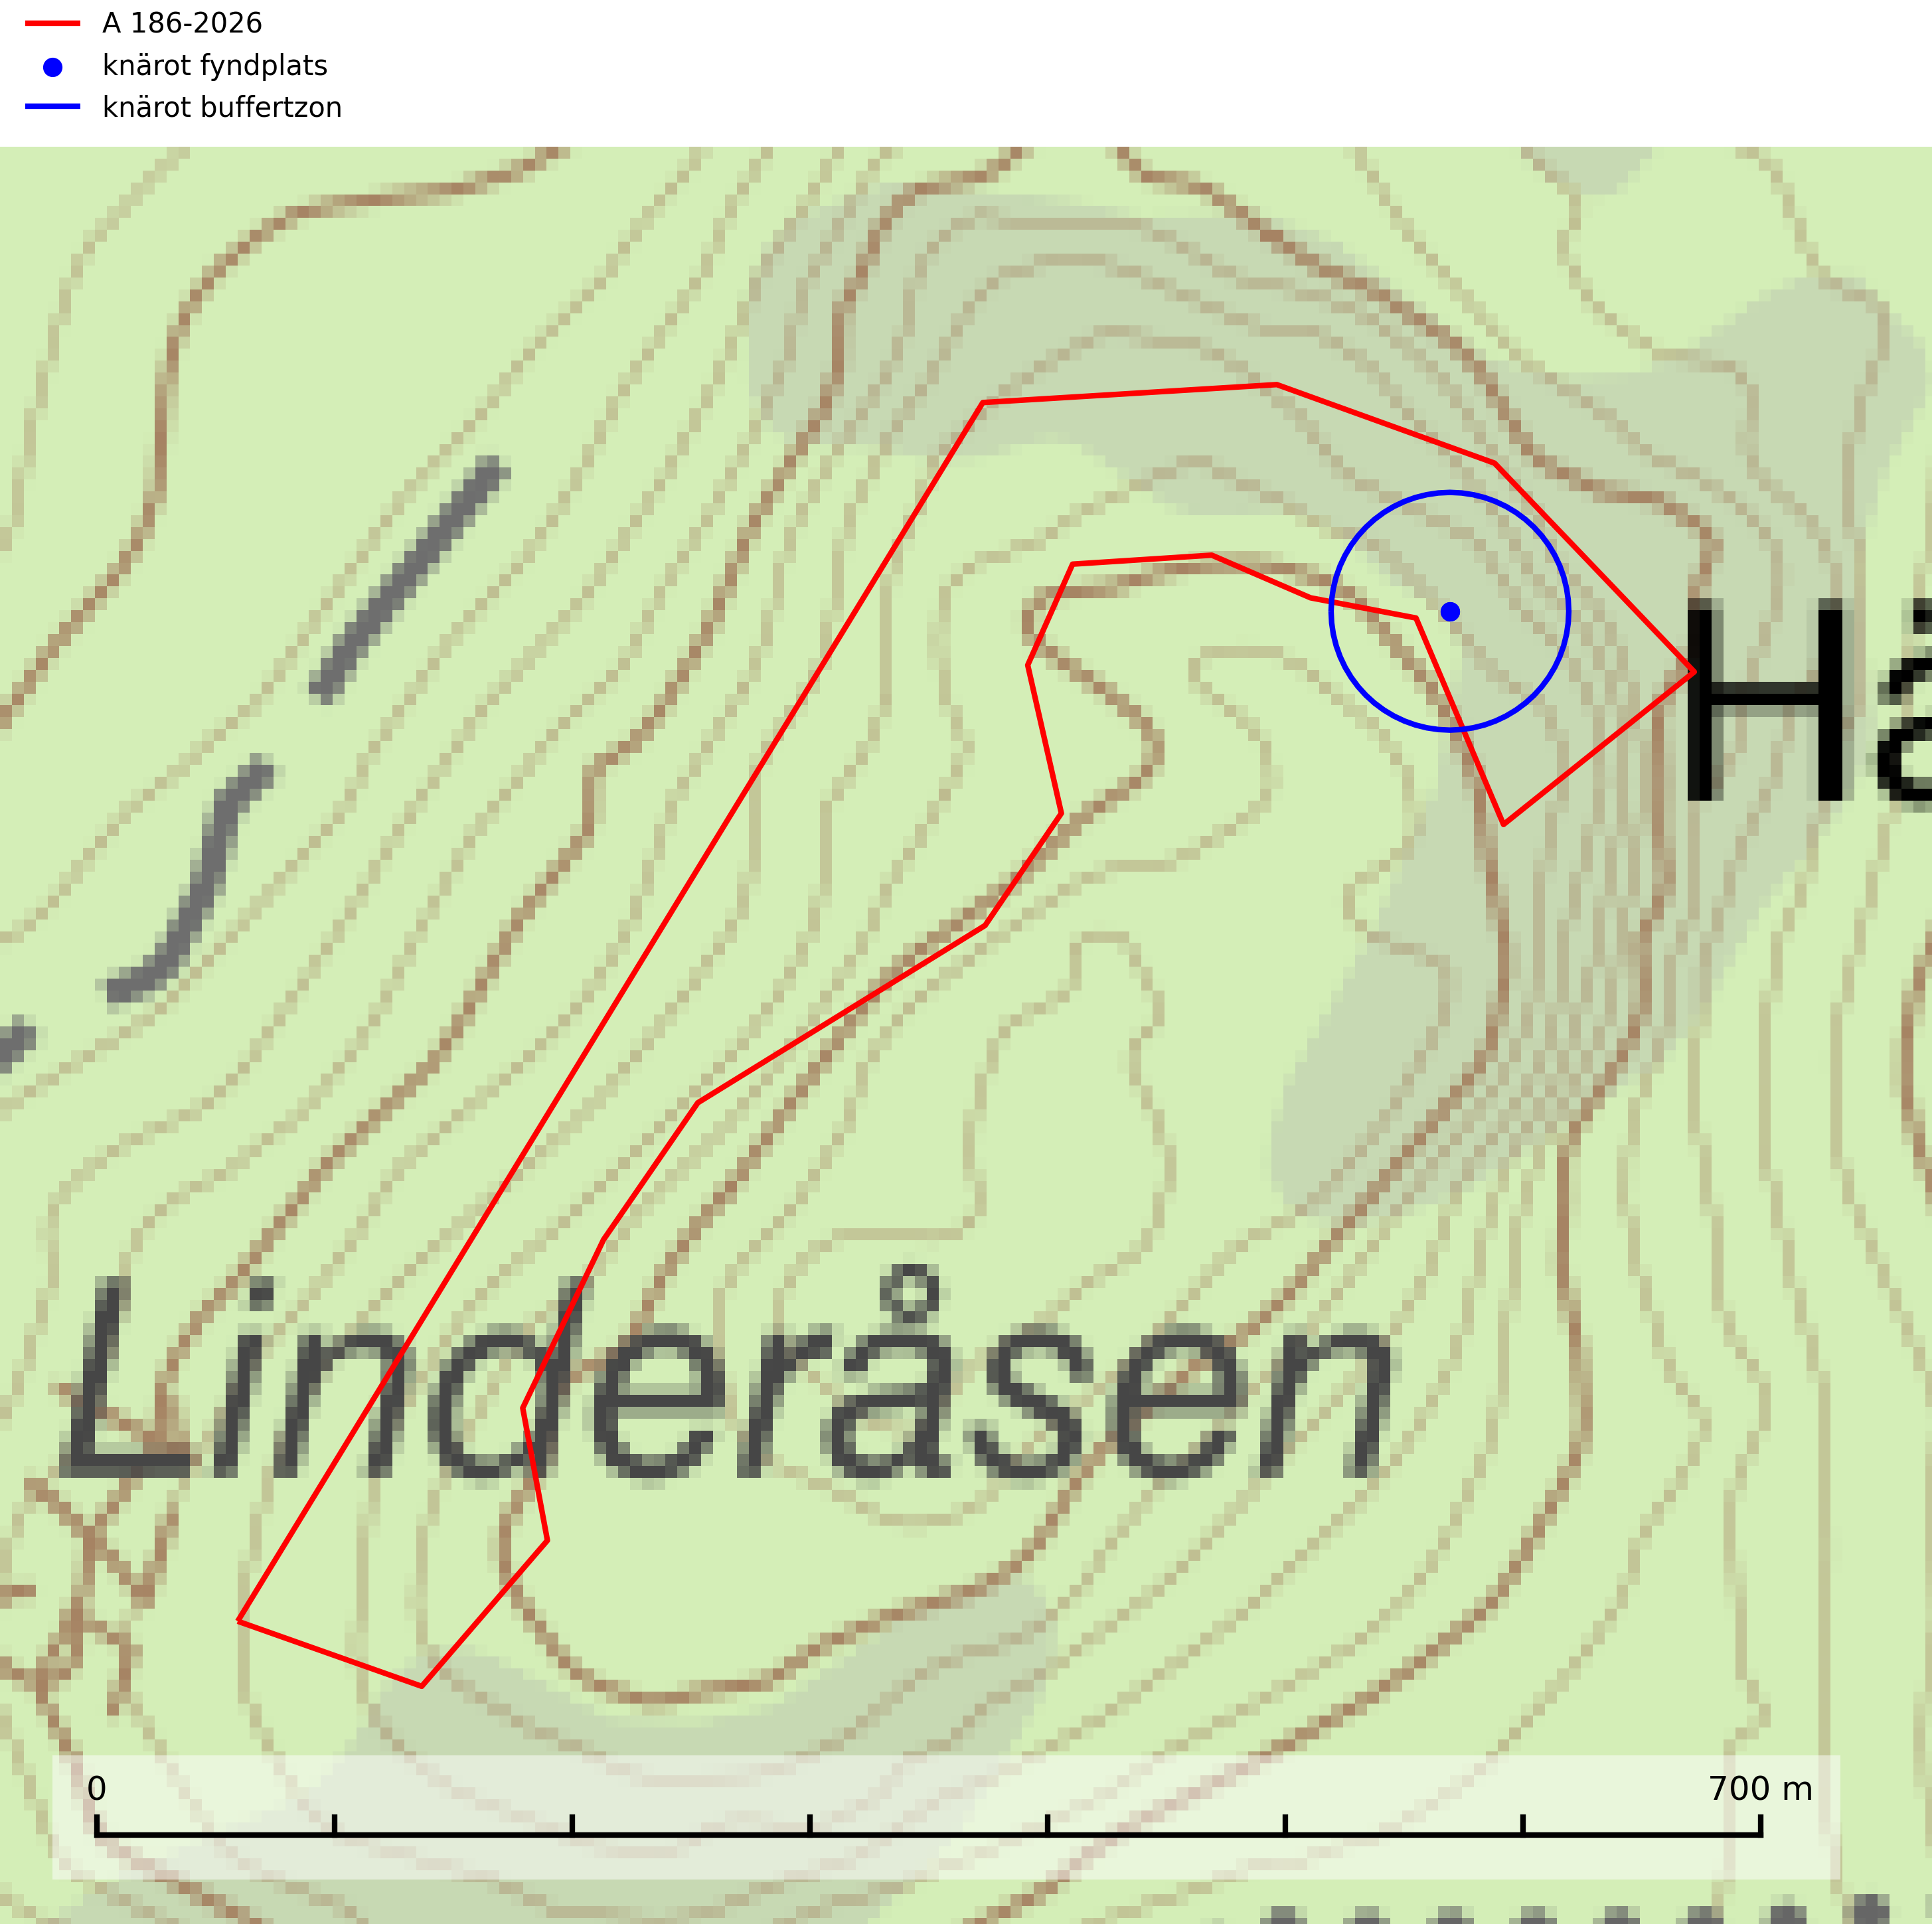 A 186-2026
knärot fyndplats
knärot buffertzon
Linderåsen
0
700 m